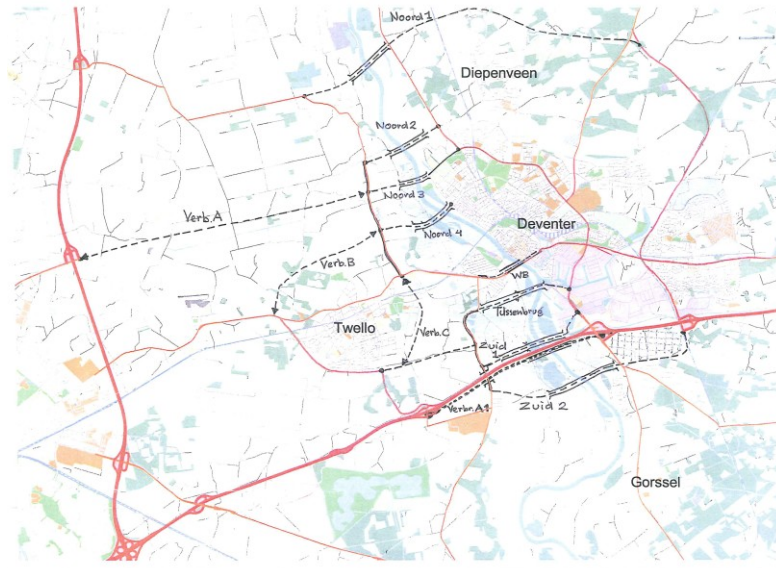 Noord 1
Diepenveen
Noord 2
Noord 3
Verb. A
Deventer
Noord 4
Verb. B
WB
Tussenbrug
Twello
Verb. C
Zuid
1
Verbr. A1
Zuid 2
Gorssel